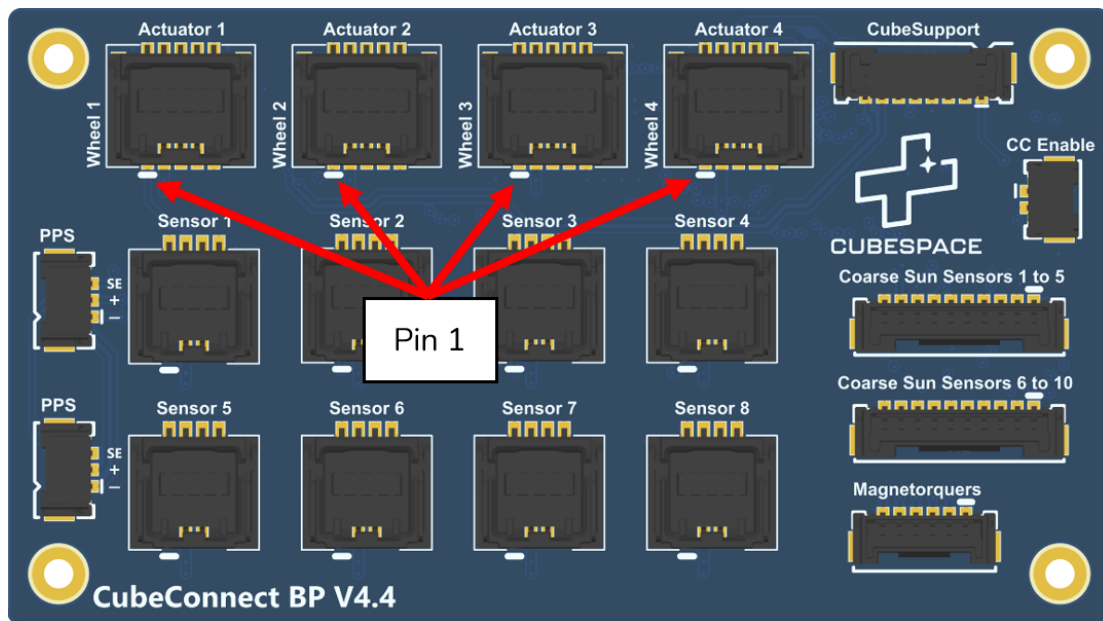 Actuator 1
Actuator 2
Actuator 3
Actuator 4
CubeSupport
Wheel 1
Wheel 2
Wheel 3
Wheel 4
CC Enable
CUBESPACE
PPS
SE
+
–
Sensor 1
Sensor 2
Sensor 3
Sensor 4
Coarse Sun Sensors 1 to 5
Pin 1
Coarse Sun Sensors 6 to 10
PPS
SE
+
–
Sensor 5
Sensor 6
Sensor 7
Sensor 8
Magnetorquers
CubeConnect BP V4.4